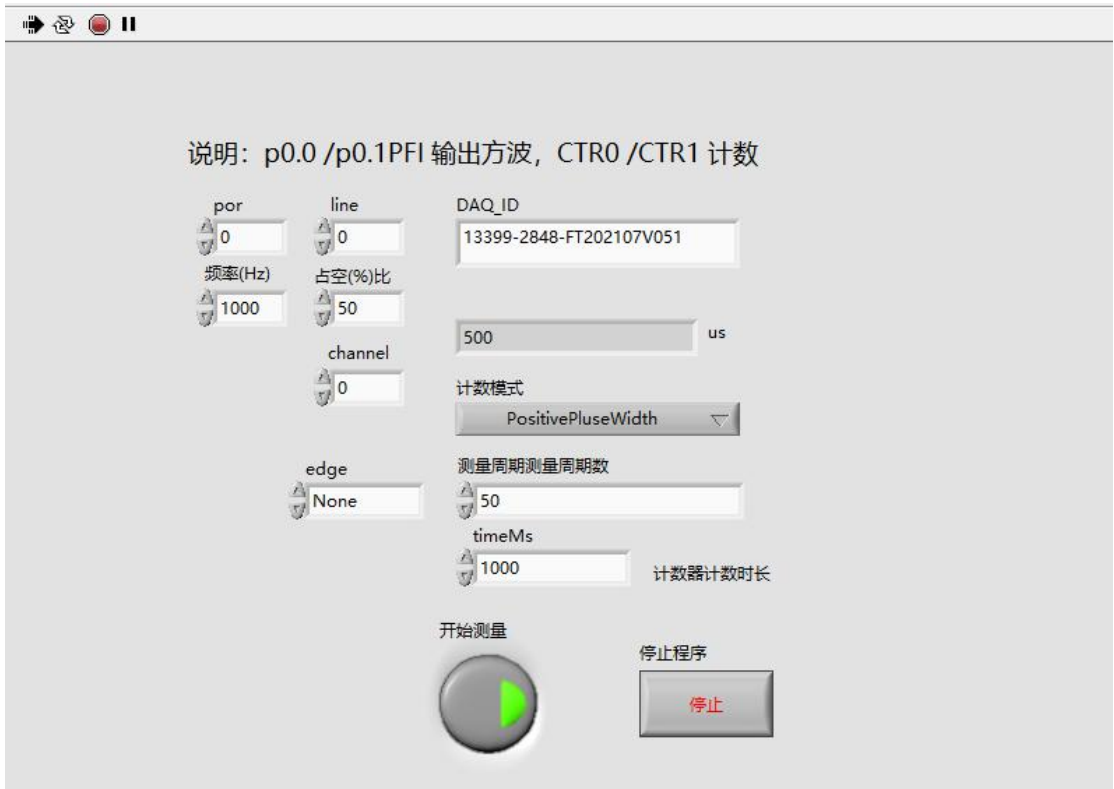 说明：p0.0 /p0.1PFI 输出方波，CTR0 /CTR1 计数
por
line
DAQ_ID
0
0
13399-2848-FT202107V051
频率(Hz)
占空(%)比
1000
50
500
us
channel
0
计数模式
PositivePluseWidth
edge
测量周期测量周期数
None
50
timeMs
1000
计数器计数时长
开始测量
停止程序
停止